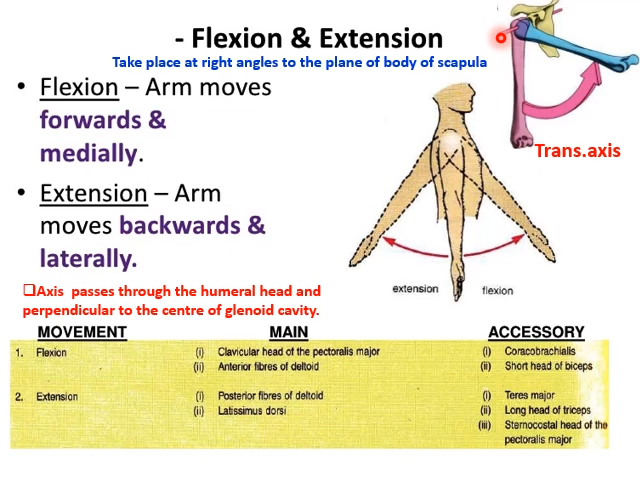 - Flexion & Extension
Take place at right angles to the plane of body of scapula
• Flexion – Arm moves
forwards &
medially.
• Extension – Arm
moves backwards &
laterally.
Trans.axis
extension
flexion
❑Axis passes through the humeral head and
perpendicular to the centre of glenoid cavity.
MOVEMENT MAIN ACCESSORY
1. Flexion (i) Clavicular head of the pectoralis major (i) Coracobrachialis
(ii) Anterior fibres of deltoid (ii) Short head of biceps
2. Extension (i) Posterior fibres of deltoid (i) Teres major
(ii) Latissimus dorsi (ii) Long head of triceps
(iii) Sternocostal head of the
pectoralis major